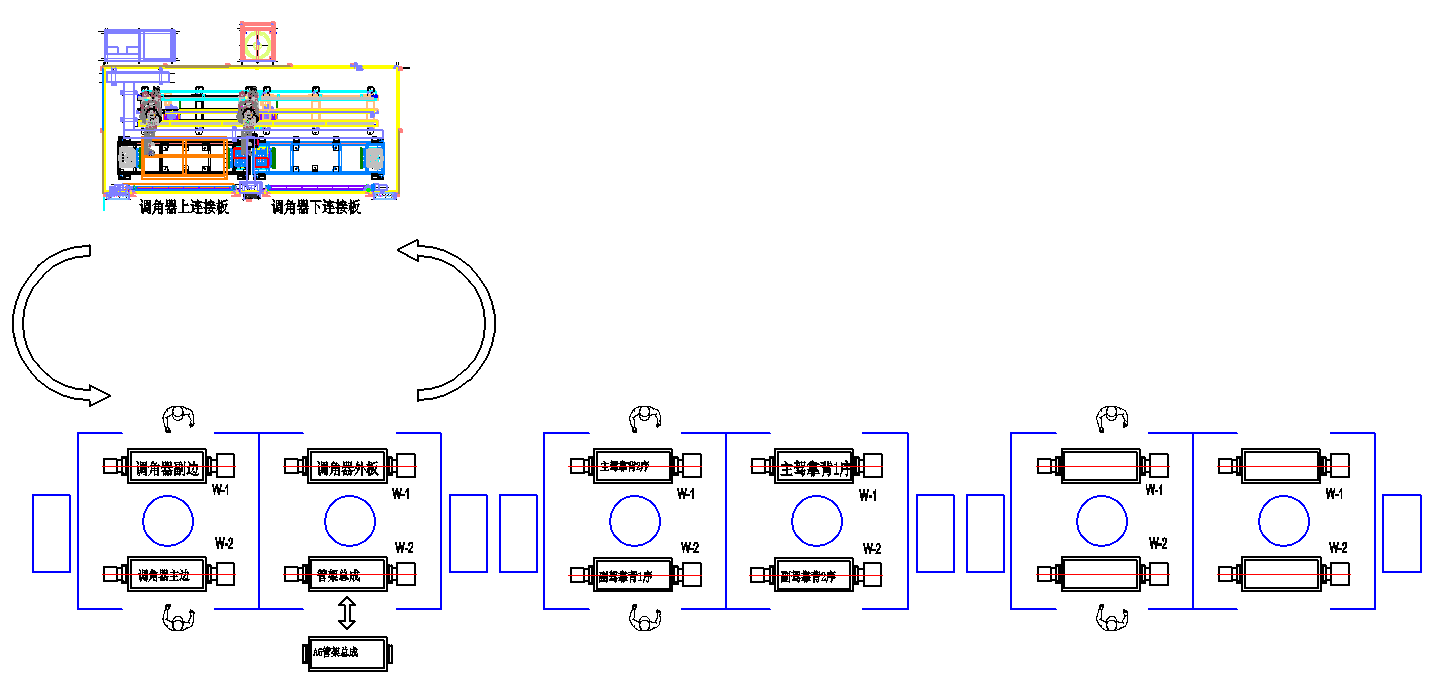 调角器上连接板 调角器下连接板
调角器副边 调角器外板 主驾靠背2序 主驾靠背1序
W-1 W-1 W-1 W-1 W-1 W-1
W-2 W-2 W-2 W-2 W-2 W-2
调角器主边 管架总成 副驾靠背1序 副驾靠背2序
A6管架总成